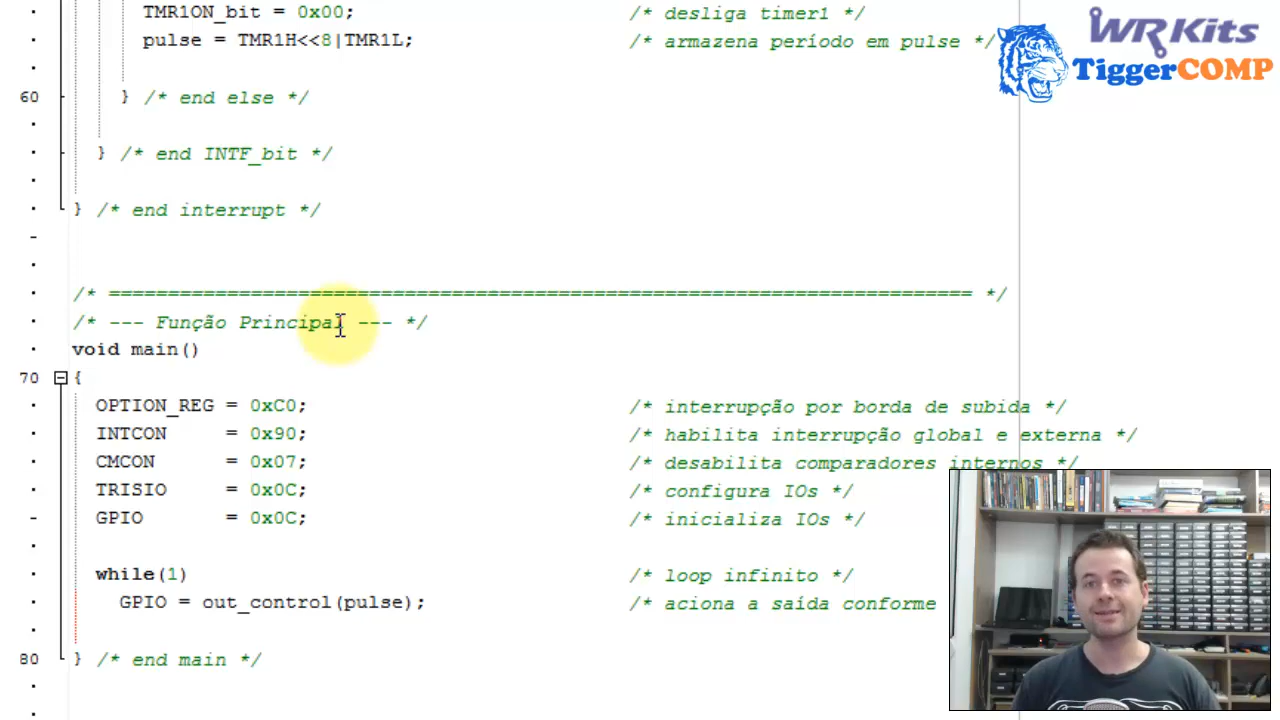 TMR1ON_bit = 0x00; /* desliga timer1 */
pulse = TMR1H<<8|TMR1L; /* armazena período em pulse */
WRKits
TiggerCOMP
60 } /* end else */
} /* end INTF_bit */
} /* end interrupt */
/* ========================================================================= */
/* --- Função Principal --- */
void main()
70 {
OPTION_REG = 0xC0; /* interrupção por borda de subida */
INTCON = 0x90; /* habilita interrupção global e externa */
CMCON = 0x07; /* desabilita comparadores internos */
TRISIO = 0x0C; /* configura IOs */
GPIO = 0x0C; /* inicializa IOs */
while(1) /* loop infinito */
GPIO = out_control(pulse); /* aciona a saída conforme
80 } /* end main */